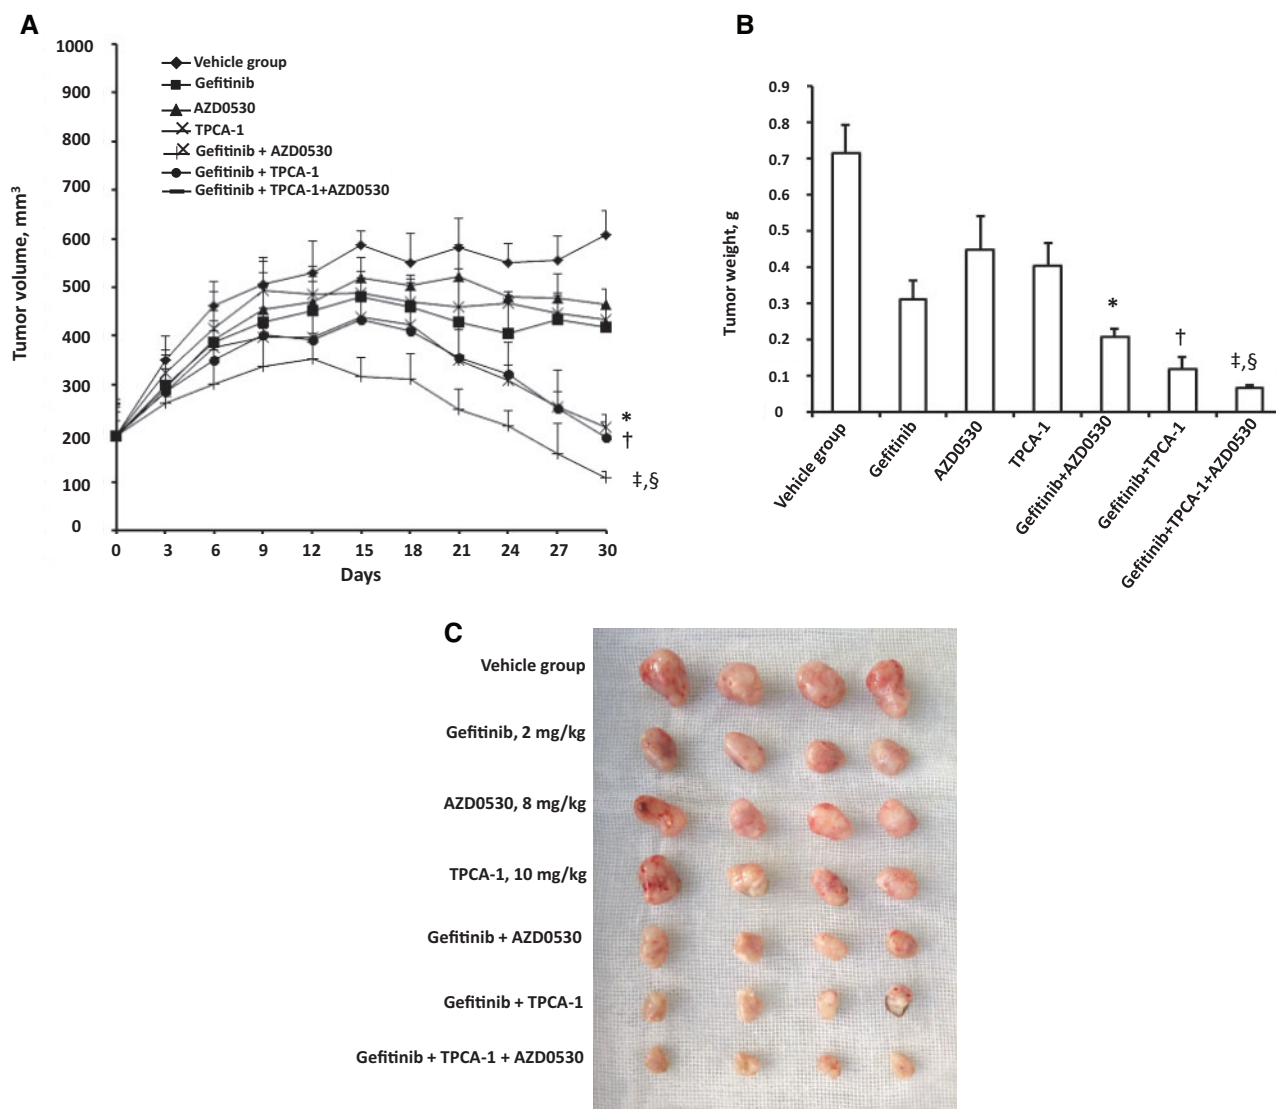 A
Tumor volume, mm³
1000
900
800
700
600
500
400
300
200
100
0
Vehicle group
Gefitinib
AZD0530
TPCA-1
Gefitinib + AZD0530
Gefitinib + TPCA-1
Gefitinib + TPCA-1+AZD0530
*
†
‡,§
0 3 6 9 12 15 18 21 24 27 30
Days
B
Tumor weight, g
0.9
0.8
0.7
0.6
0.5
0.4
0.3
0.2
0.1
0
*
†
‡,§
Vehicle group
Gefitinib
AZD0530
TPCA-1
Gefitinib+AZD0530
Gefitinib+TPCA-1
Gefitinib+TPCA-1+AZD0530
C
Vehicle group
Gefitinib, 2 mg/kg
AZD0530, 8 mg/kg
TPCA-1, 10 mg/kg
Gefitinib + AZD0530
Gefitinib + TPCA-1
Gefitinib + TPCA-1 + AZD0530